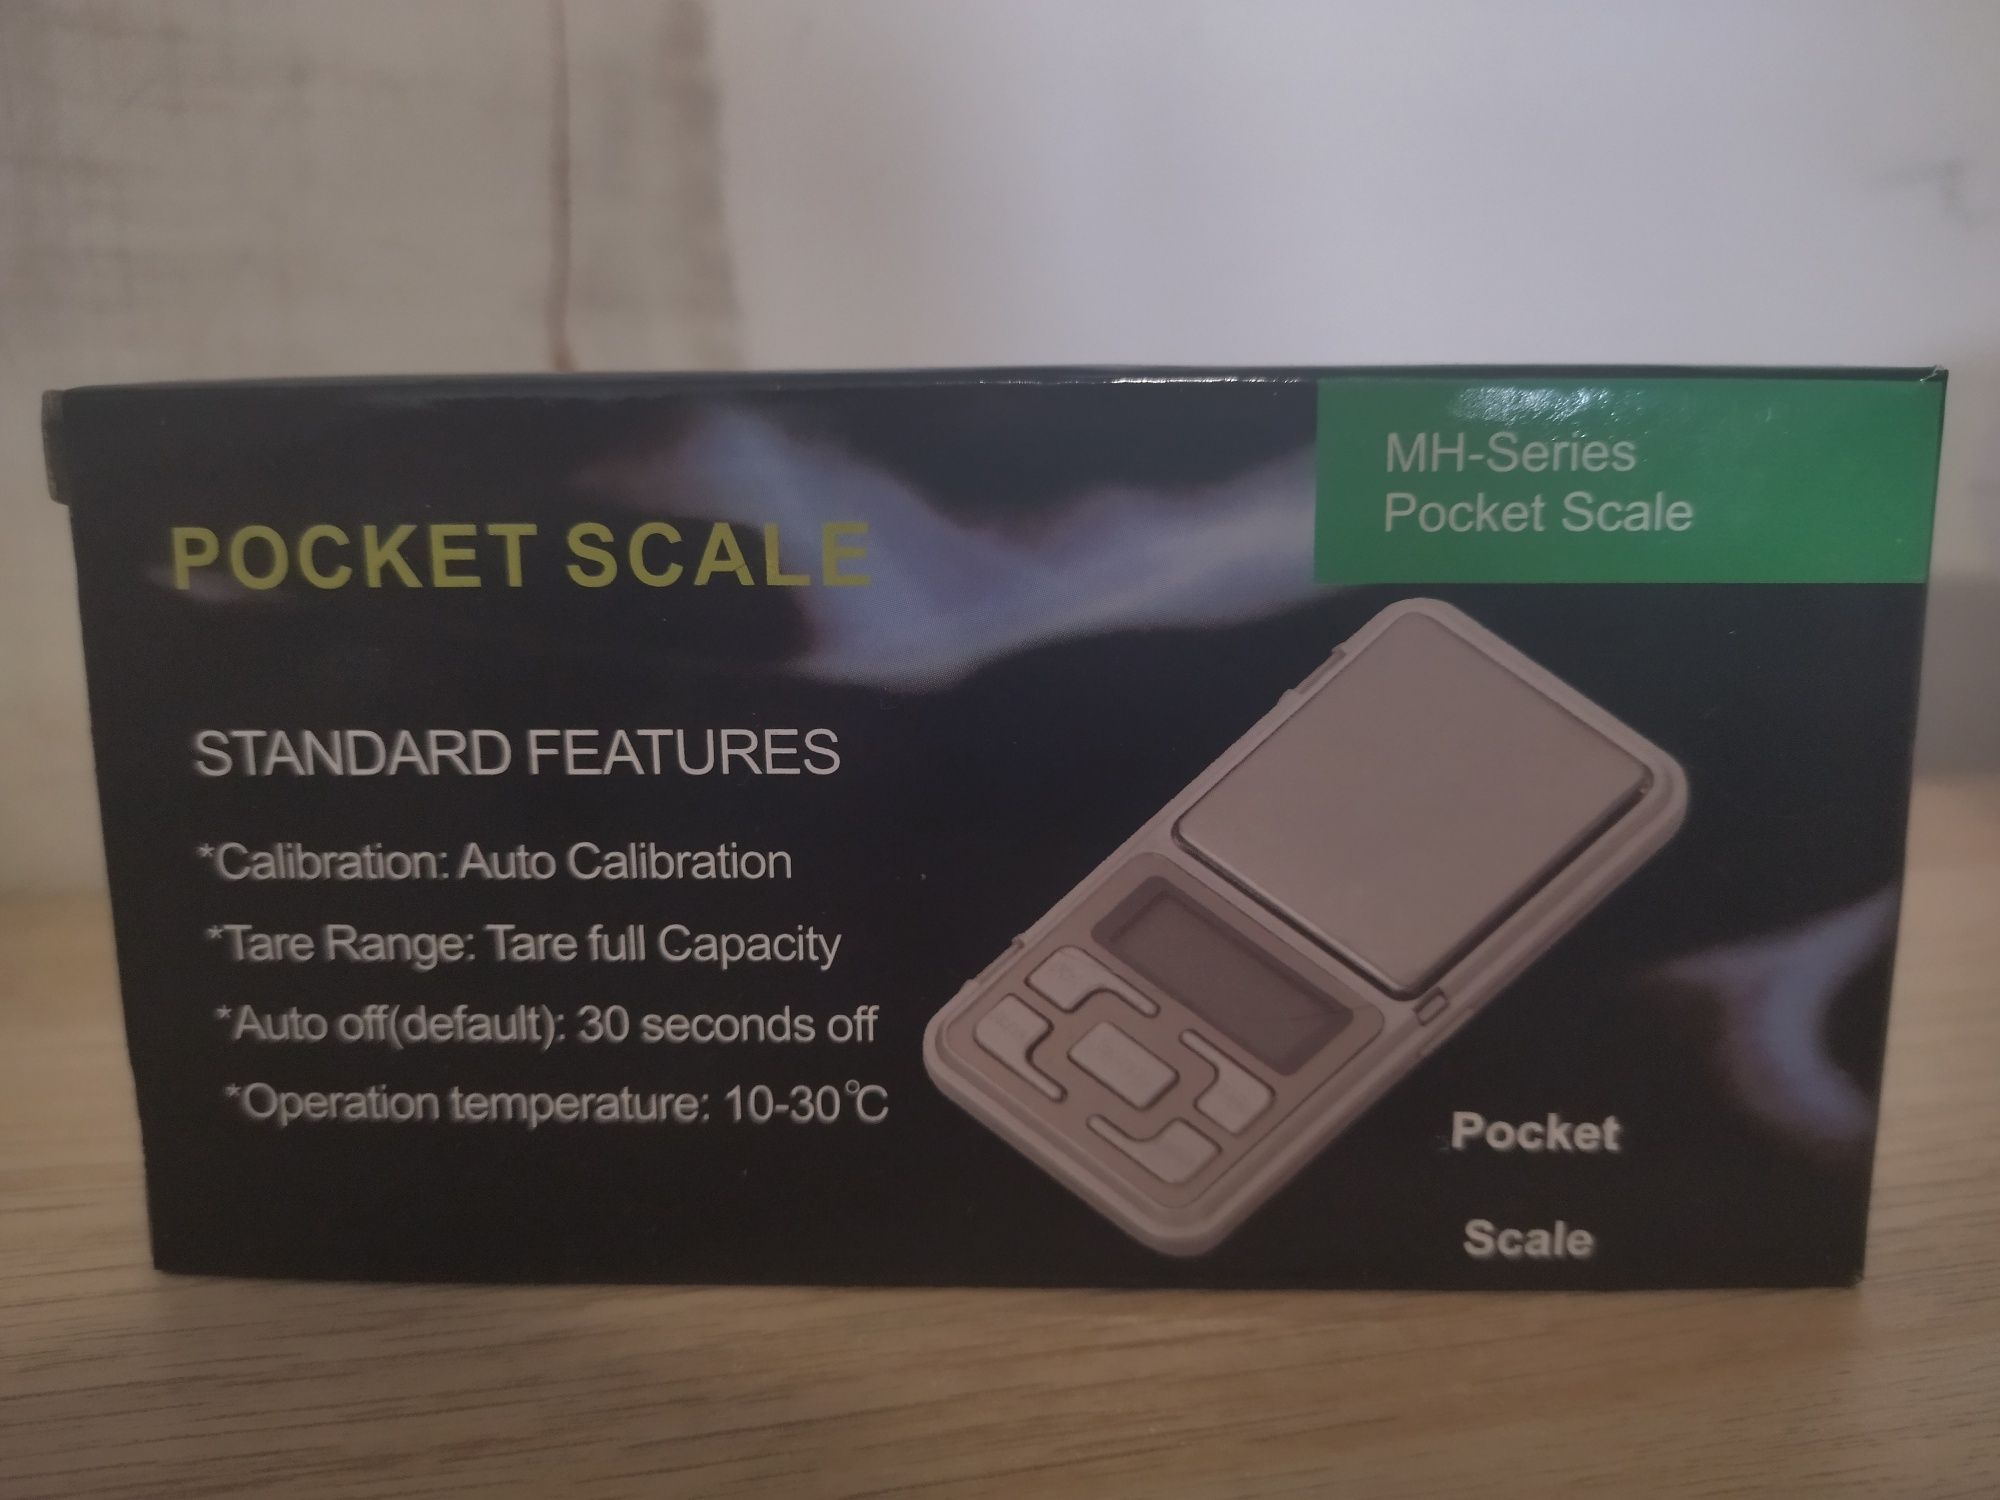 MH-Series
Pocket Scale
POCKET SCALE
STANDARD FEATURES
*Calibration: Auto Calibration
*Tare Range: Tare full Capacity
*Auto off(default): 30 seconds off
*Operation temperature: 10-30℃
Pocket
Scale